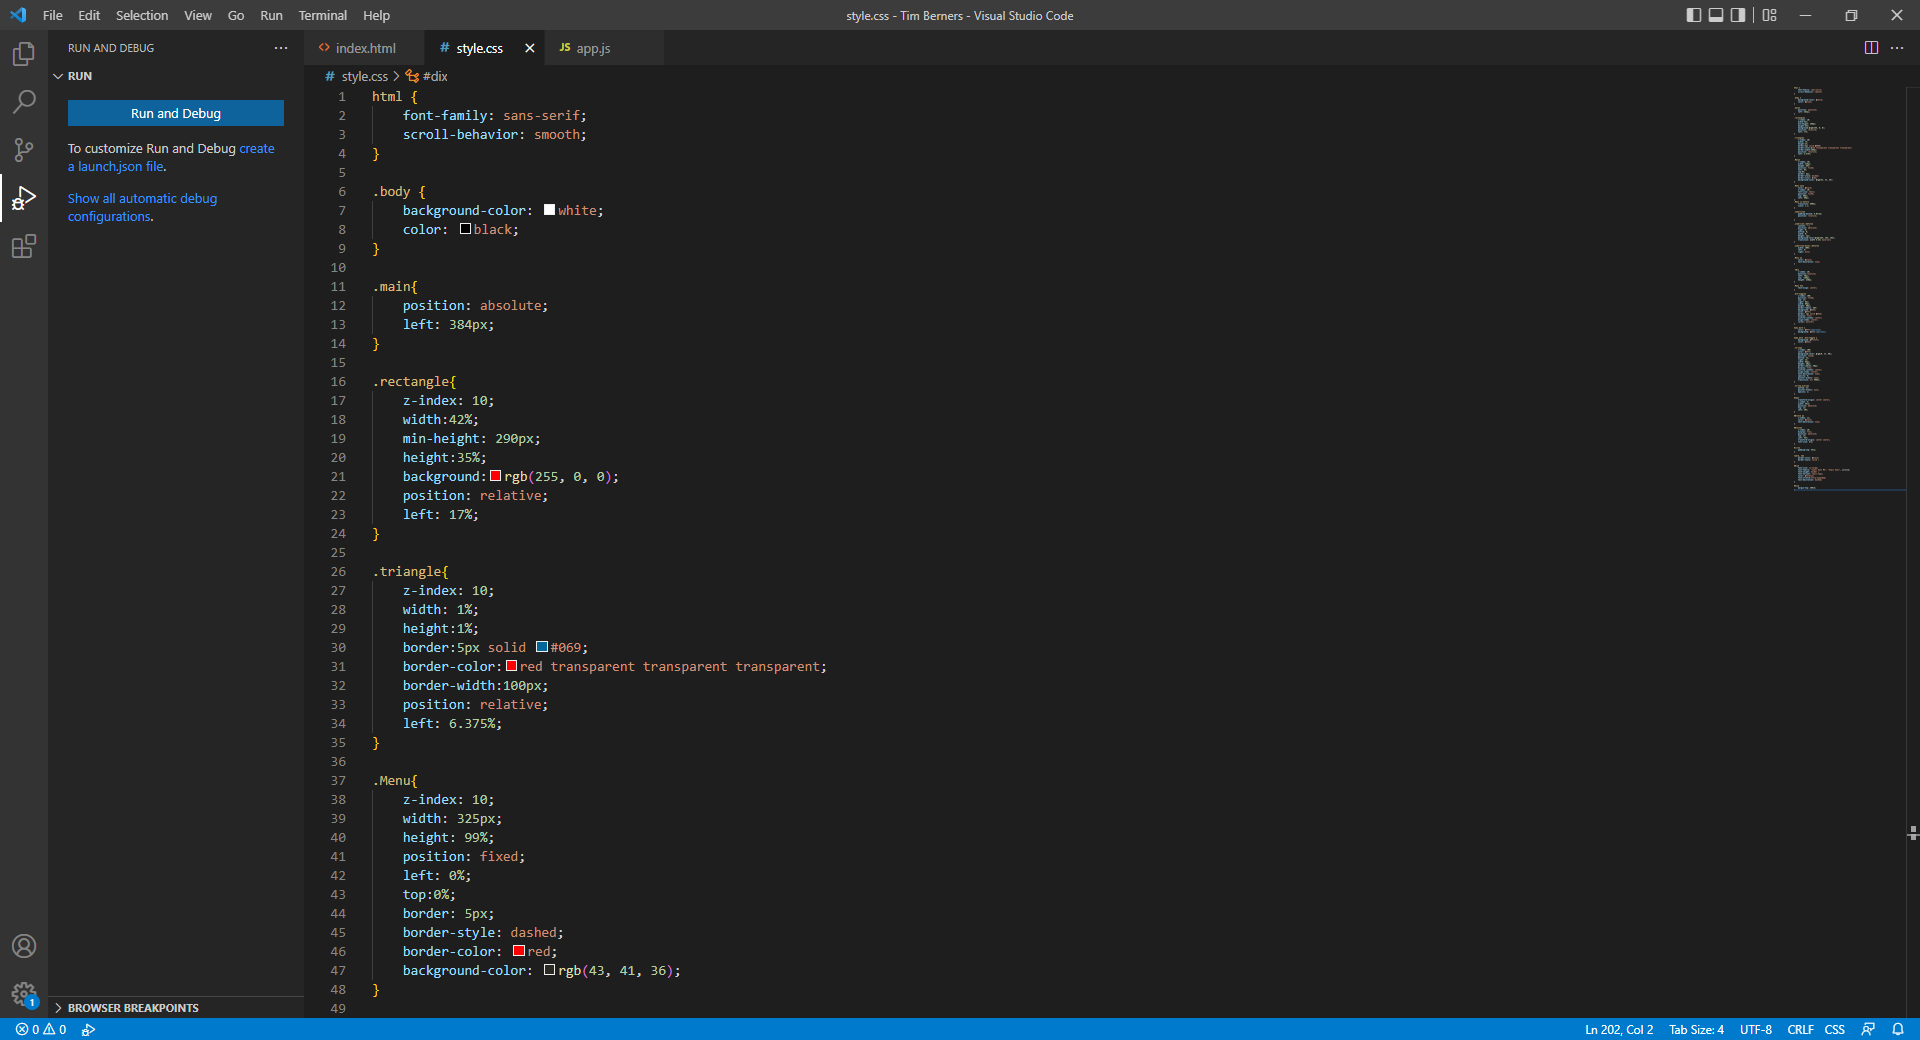 File Edit Selection View Go Run Terminal Help
style.css - Tim Berners - Visual Studio Code
RUN AND DEBUG
RUN
Run and Debug
To customize Run and Debug create
a launch.json file.
Show all automatic debug
configurations.
BROWSER BREAKPOINTS
index.html
# style.css
JS app.js
# style.css > #dix
1 html {
2 font-family: sans-serif;
3 scroll-behavior: smooth;
4 }
5
6 .body {
7 background-color: white;
8 color: black;
9 }
10
11 .main{
12 position: absolute;
13 left: 384px;
14 }
15
16 .rectangle{
17 z-index: 10;
18 width:42%;
19 min-height: 290px;
20 height:35%;
21 background:rgb(255, 0, 0);
22 position: relative;
23 left: 17%;
24 }
25
26 .triangle{
27 z-index: 10;
28 width: 1%;
29 height:1%;
30 border:5px solid #069;
31 border-color:red transparent transparent transparent;
32 border-width:100px;
33 position: relative;
34 left: 6.375%;
35 }
36
37 .Menu{
38 z-index: 10;
39 width: 325px;
40 height: 99%;
41 position: fixed;
42 left: 0%;
43 top:0%;
44 border: 5px;
45 border-style: dashed;
46 border-color: red;
47 background-color: rgb(43, 41, 36);
48 }
49
1
0 0
Ln 202, Col 2 Tab Size: 4 UTF-8 CRLF CSS